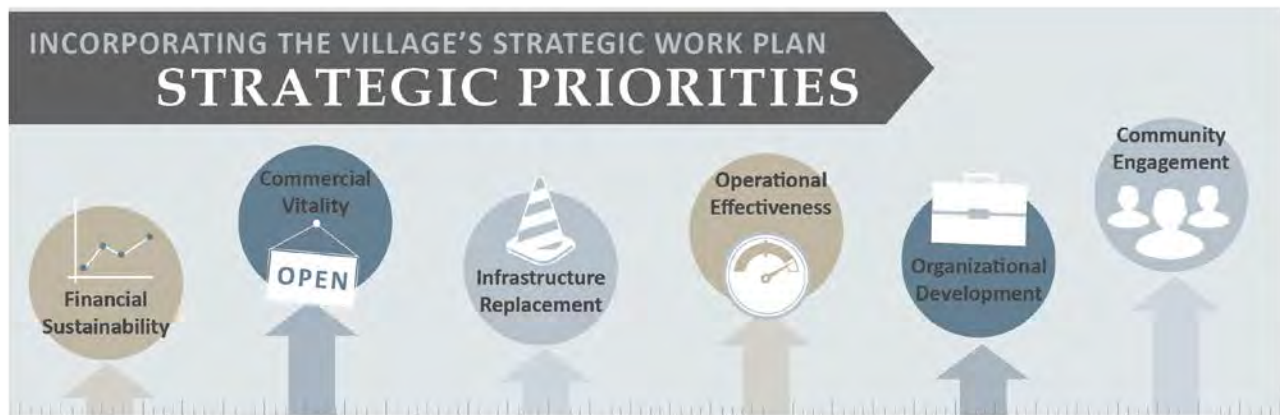 INCORPORATING THE VILLAGE'S STRATEGIC WORK PLAN
STRATEGIC PRIORITIES
Financial
Sustainability
Commercial
Vitality
OPEN
Infrastructure
Replacement
Operational
Effectiveness
Organizational
Development
Community
Engagement